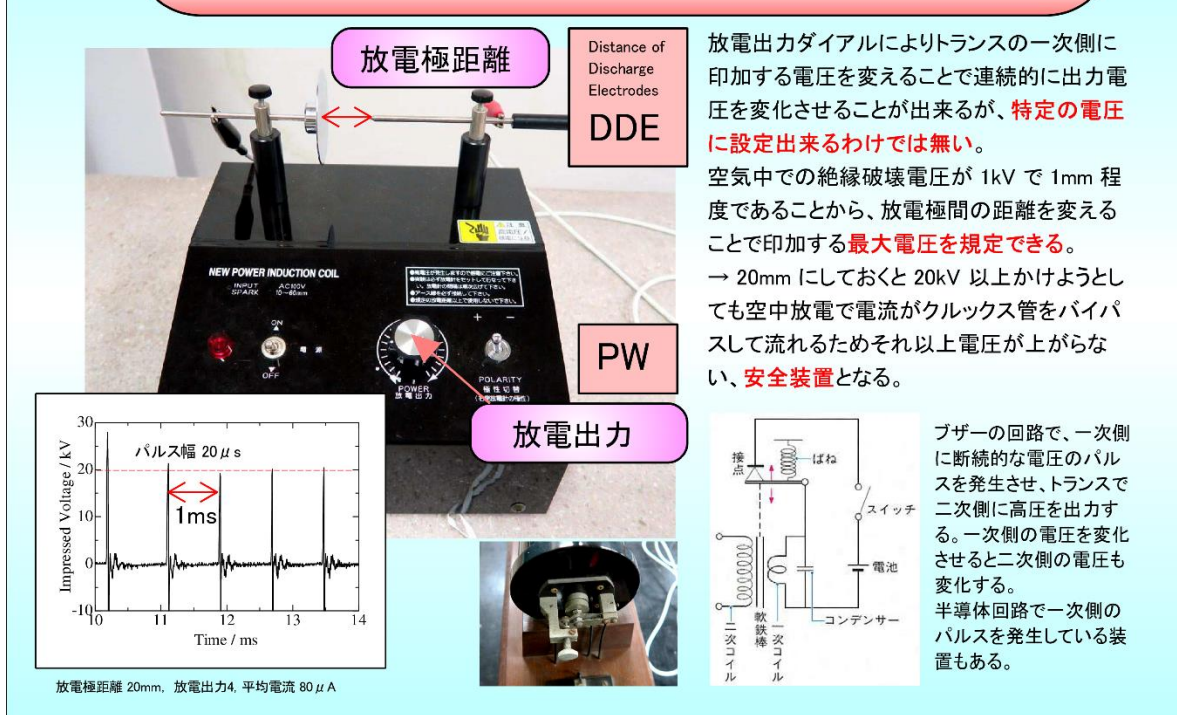 放電極距離
Distance of
Discharge
Electrodes
DDE
放電出力ダイアルによりトランスの一次側に
印加する電圧を変えることで連続的に出力電
圧を変化させることが出来るが、特定の電圧
に設定出来るわけでは無い。
空気中での絶縁破壊電圧が 1kV で 1mm 程
度であることから、放電極間の距離を変える
ことで印加する最大電圧を規定できる。
→ 20mm にしておくと 20kV 以上かけようとし
ても空中放電で電流がクルックス管をバイパ
スして流れるためそれ以上電圧が上がらな
い、安全装置となる。
NEW POWER INDUCTION COIL
INPUT AC100V
SPARK 10~60mm
ON
電源
OFF
POWER
放電出力
+ −
POLARITY
極性切替
PW
放電出力
パルス幅 20μs
1ms
Impressed Voltage / kV
30
20
10
0
-10
10 11 12 13 14
Time / ms
放電極距離 20mm, 放電出力4, 平均電流 80μA
接点
ばね
スイッチ
電池
コンデンサー
二次コイル
軟鉄棒
一次コイル
ブザーの回路で、一次側
に断続的な電圧のパル
スを発生させ、トランスで
二次側に高圧を出力す
る。一次側の電圧を変化
させると二次側の電圧も
変化する。
半導体回路で一次側の
パルスを発生している装
置もある。